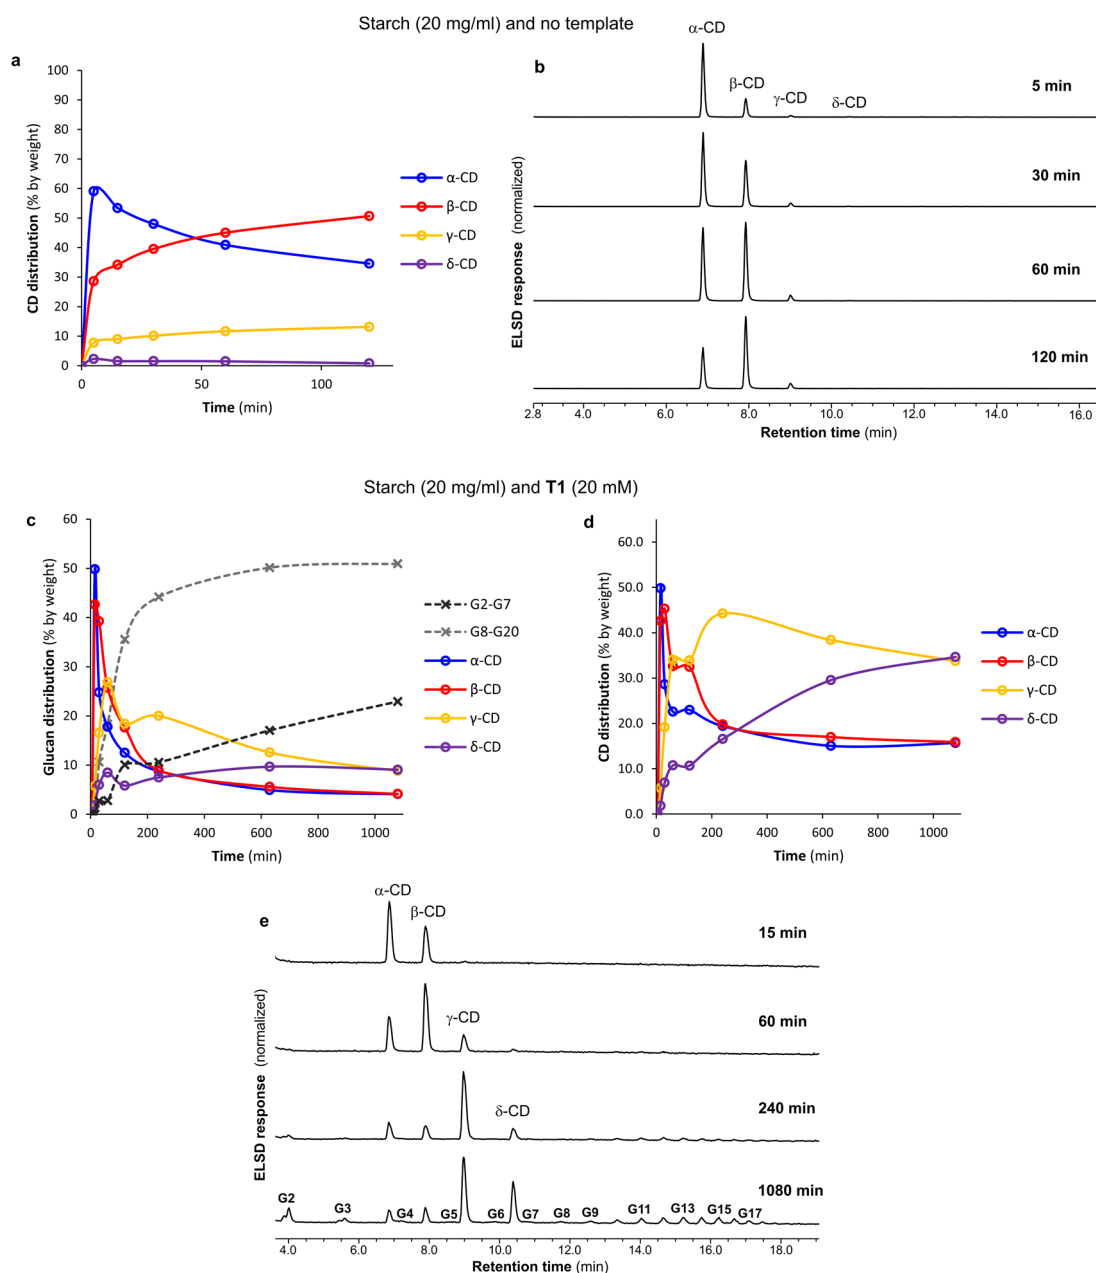 Starch (20 mg/ml) and no template
a
CD distribution (% by weight)
100
90
80
70
60
50
40
30
20
10
0
0 50 100
Time (min)
α-CD
β-CD
γ-CD
δ-CD
b
α-CD
β-CD
γ-CD
δ-CD
5 min
30 min
60 min
120 min
ELSD response (normalized)
2.8 4.0 6.0 8.0 10.0 12.0 14.0 16.0
Retention time (min)
Starch (20 mg/ml) and T1 (20 mM)
c
Glucan distribution (% by weight)
60
50
40
30
20
10
0
0 200 400 600 800 1000
Time (min)
G2-G7
G8-G20
α-CD
β-CD
γ-CD
δ-CD
d
CD distribution (% by weight)
60.0
50.0
40.0
30.0
20.0
10.0
0.0
0 200 400 600 800 1000
Time (min)
α-CD
β-CD
γ-CD
δ-CD
e
α-CD
β-CD
15 min
γ-CD
60 min
δ-CD
240 min
1080 min
G2 G3 G4 G5 G6 G7 G8 G9 G11 G13 G15 G17
ELSD response (normalized)
4.0 6.0 8.0 10.0 12.0 14.0 16.0 18.0
Retention time (min)